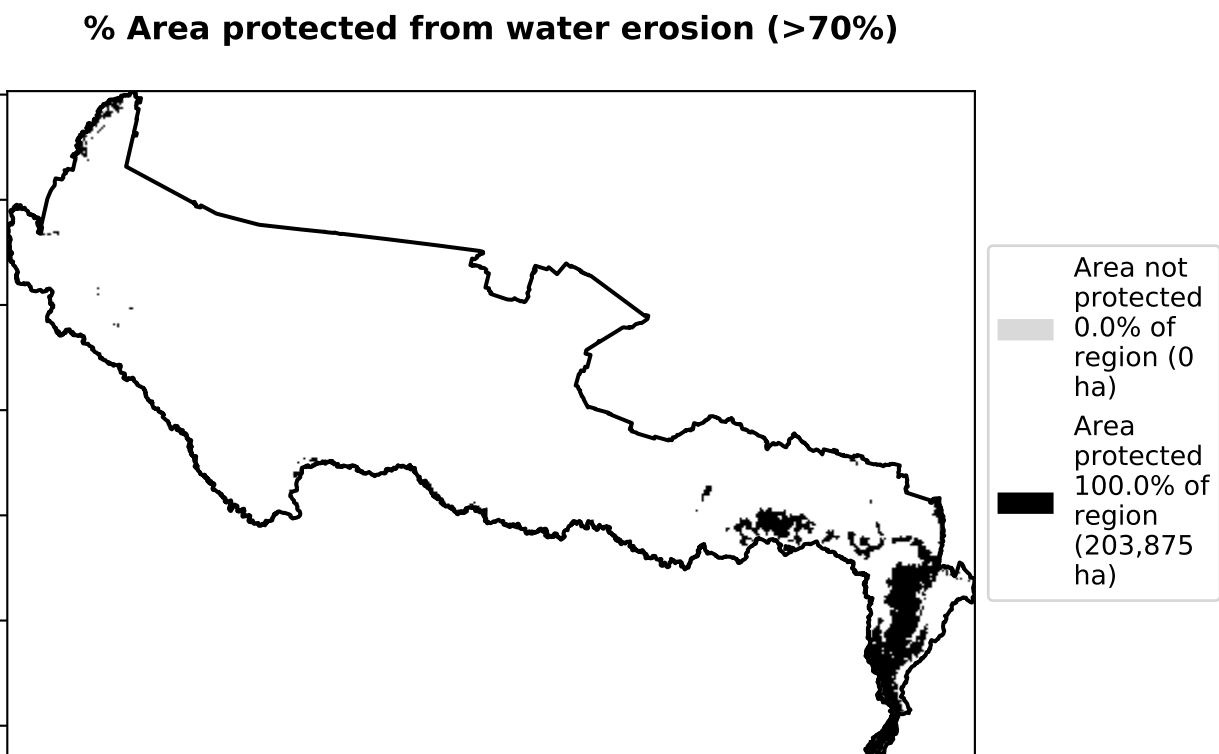 % Area protected from water erosion (>70%)
Area not
protected
0.0% of
region (0
ha)
Area
protected
100.0% of
region
(203,875
ha)